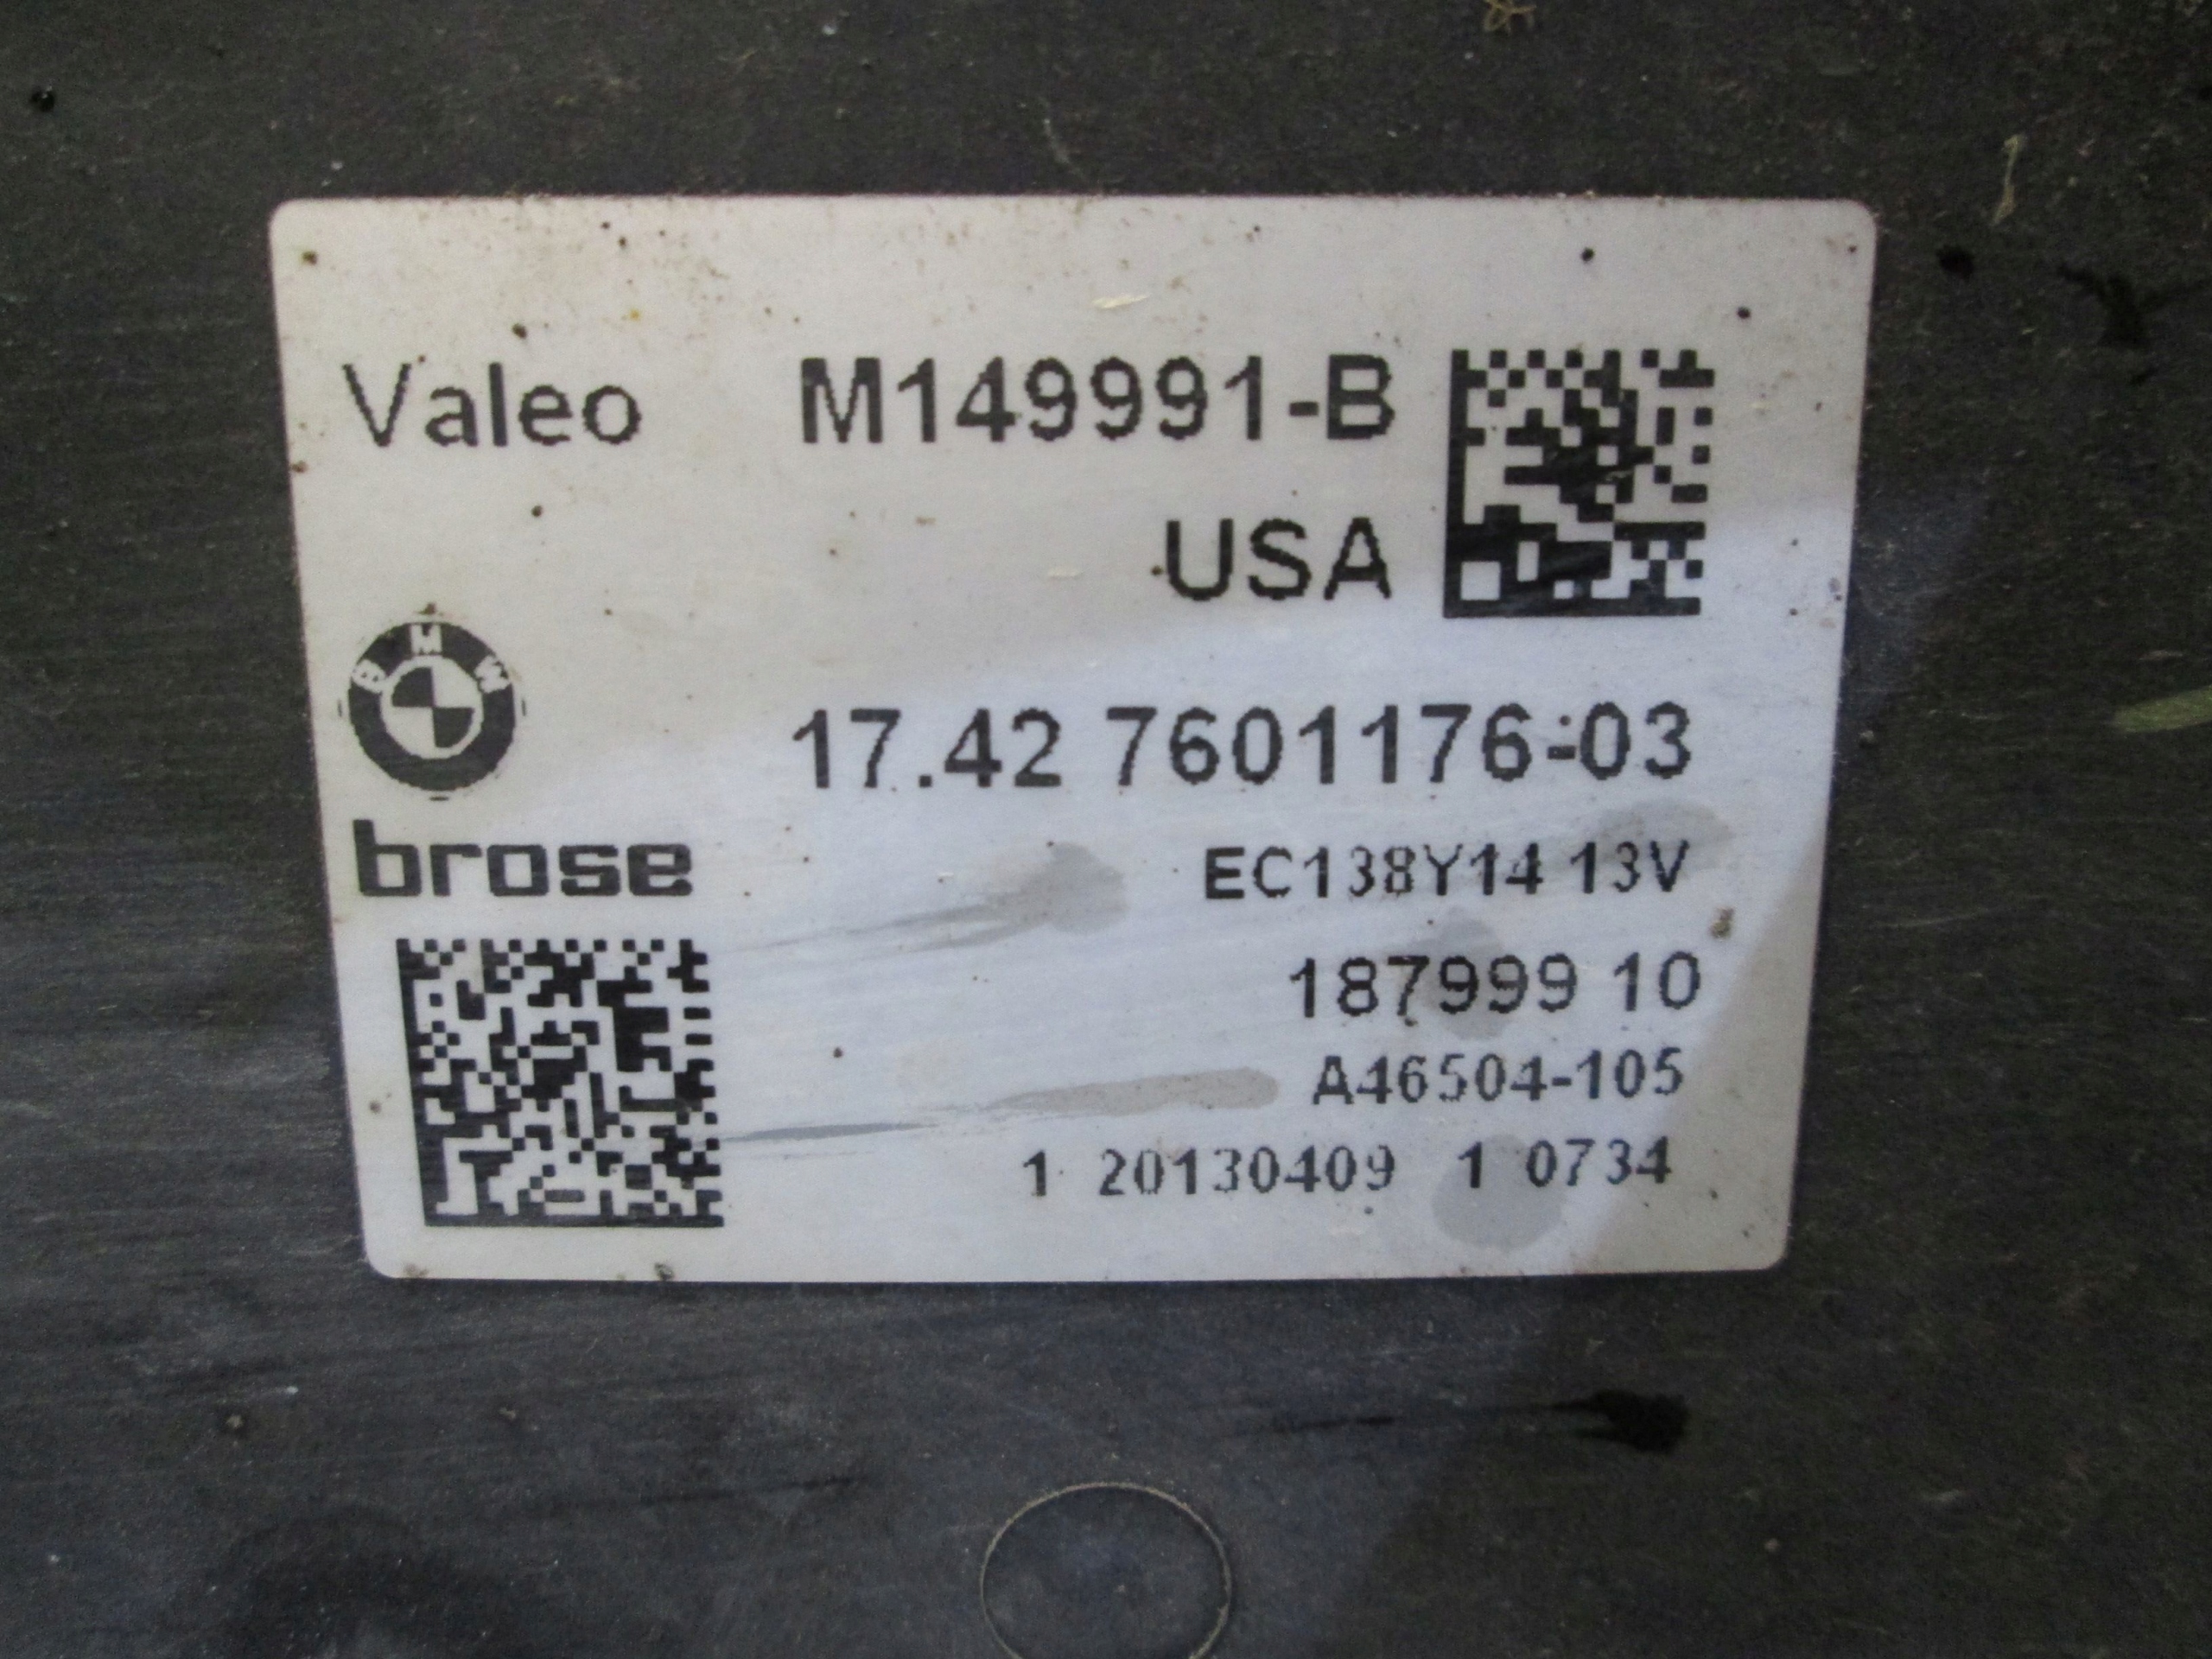 Valeo M149991-B
USA
BMW
17.42 7601176-03
brose
EC138Y14 13V
187999 10
A46504-105
1 20130409 1 0734